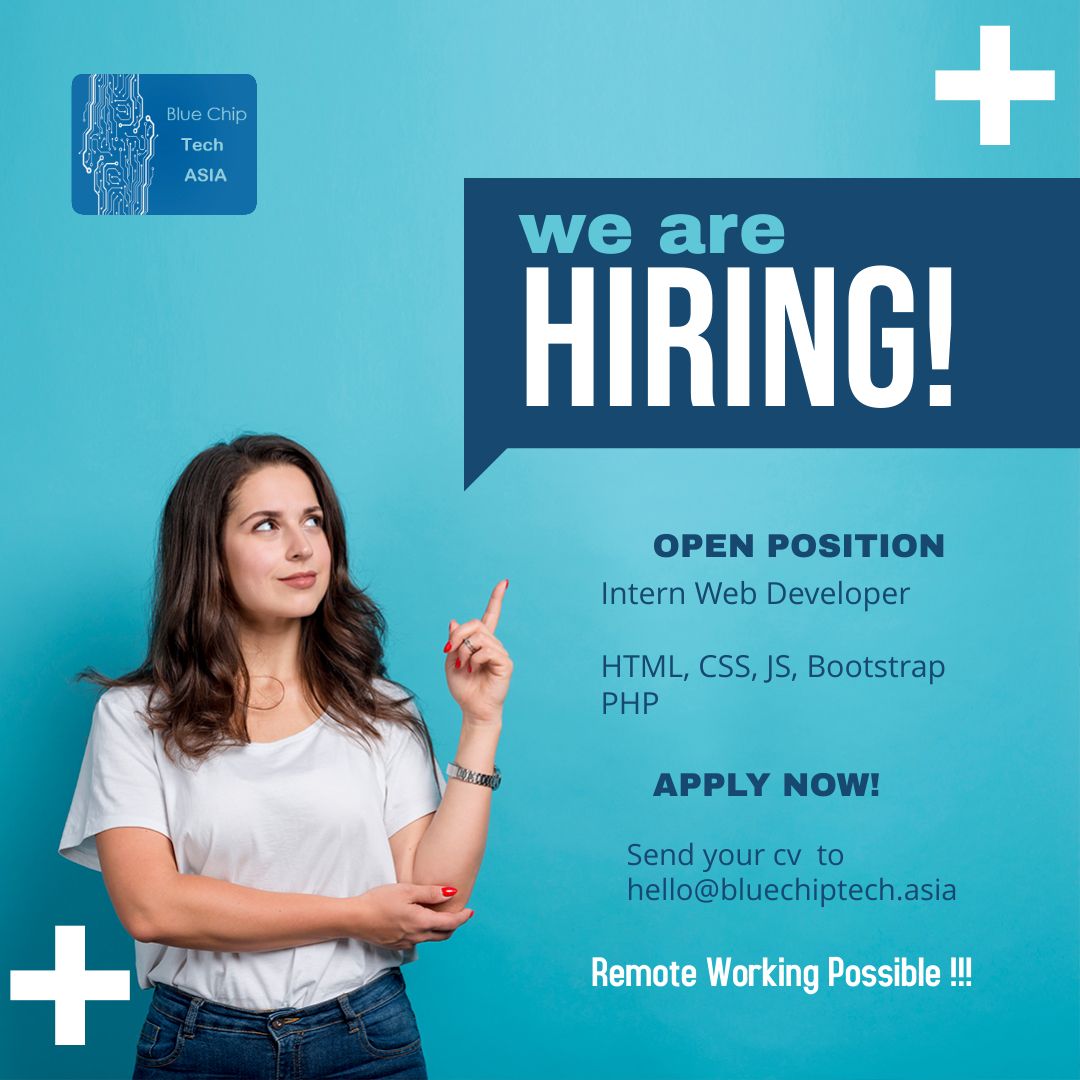 Blue Chip
Tech
ASIA
we are
HIRING!
OPEN POSITION
Intern Web Developer
HTML, CSS, JS, Bootstrap
PHP
APPLY NOW!
Send your cv  to
hello@bluechiptech.asia
Remote Working Possible !!!